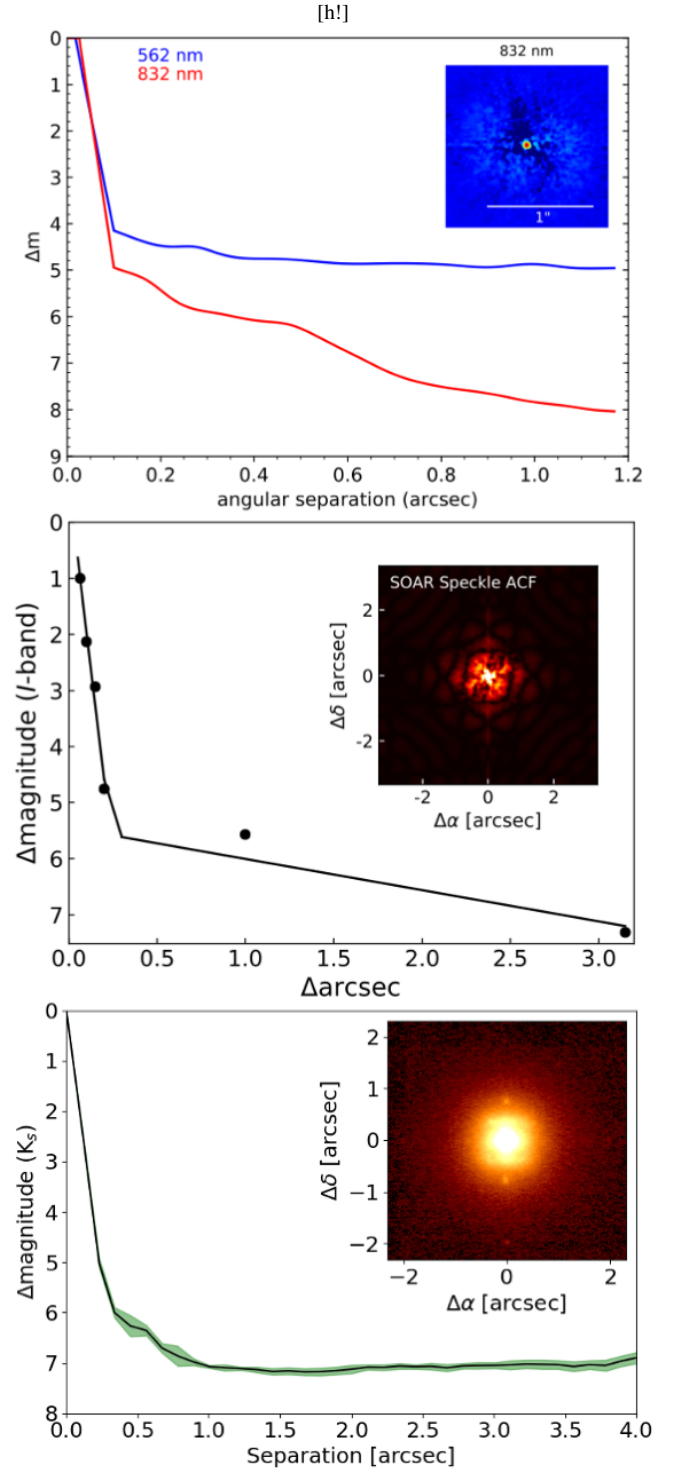 [h!]
0
1
2
3
4
5
6
7
8
9
Δm
562 nm
832 nm
832 nm
1"
0.0 0.2 0.4 0.6 0.8 1.0 1.2
angular separation (arcsec)
0
1
2
3
4
5
6
7
Δmagnitude (I-band)
SOAR Speckle ACF
2
0
-2
Δδ [arcsec]
-2 0 2
Δα [arcsec]
0.0 0.5 1.0 1.5 2.0 2.5 3.0
Δarcsec
0
1
2
3
4
5
6
7
8
Δmagnitude (Ks)
2
1
0
−1
−2
Δδ [arcsec]
−2 0 2
Δα [arcsec]
0.0 0.5 1.0 1.5 2.0 2.5 3.0 3.5 4.0
Separation [arcsec]